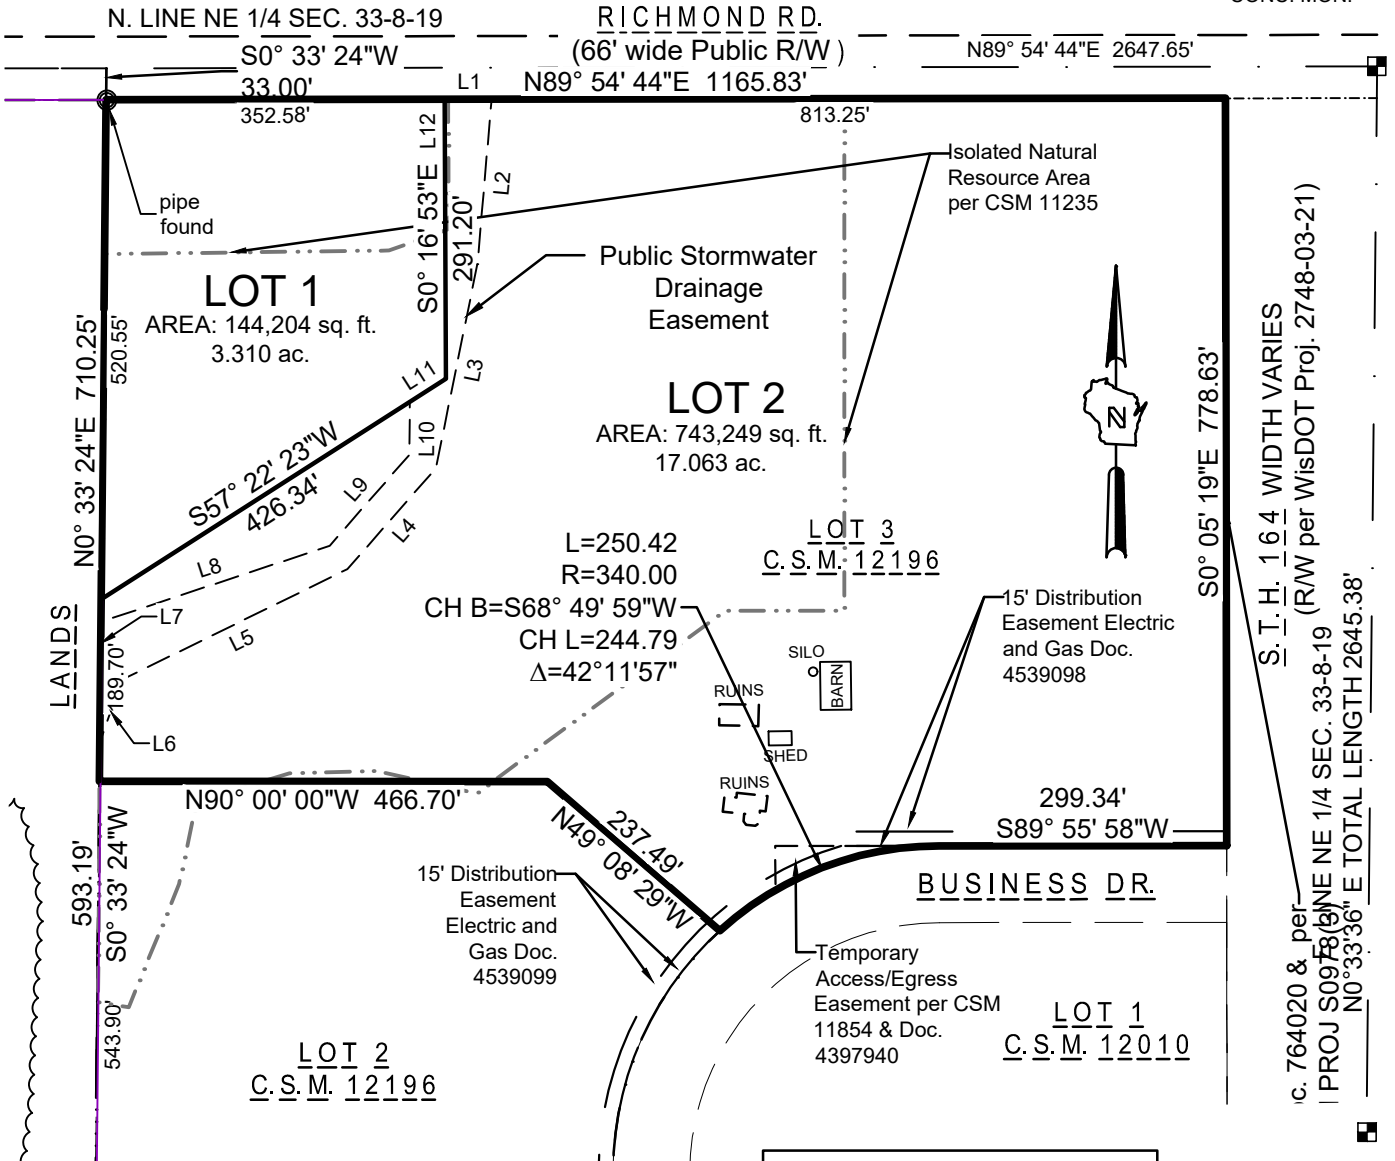 N. LINE NE 1/4 SEC. 33-8-19
RICHMOND RD.
(66' wide Public R/W )
N89° 54' 44"E 2647.65'
S0° 33' 24"W
33.00'
L1
N89° 54' 44"E 1165.83'
352.58'
813.25'
L12
L2
pipe
found
Isolated Natural
Resource Area
per CSM 11235
S0° 16' 53"E
291.20'
Public Stormwater
Drainage
Easement
LOT 1
AREA: 144,204 sq. ft.
3.310 ac.
N0° 33' 24"E 710.25'
520.55'
L11
L3
LOT 2
AREA: 743,249 sq. ft.
17.063 ac.
N
S0° 05' 19"E 778.63'
S.T.H. 164 WIDTH VARIES
(R/W per WisDOT Proj. 2748-03-21)
S57° 22' 23"W
426.34'
L10
L9
L4
L8
L7
L5
L6
LANDS
189.70'
L=250.42
R=340.00
CH B=S68° 49' 59"W
CH L=244.79
Δ=42°11'57"
LOT 3
C.S.M. 12196
15' Distribution
Easement Electric
and Gas Doc.
4539098
SILO
BARN
RUINS
SHED
RUINS
N90° 00' 00"W 466.70'
237.49'
N49° 08' 29"W
299.34'
S89° 55' 58"W
BUSINESS DR.
593.19'
S0° 33' 24"W
543.90'
15' Distribution
Easement
Electric and
Gas Doc.
4539099
Temporary
Access/Egress
Easement per CSM
11854 & Doc.
4397940
LOT 1
C.S.M. 12010
LOT 2
C.S.M. 12196
764020 & per
PROJ
LINE NE 1/4 SEC. 33-8-19
N0°33'36" E TOTAL LENGTH 2645.38'